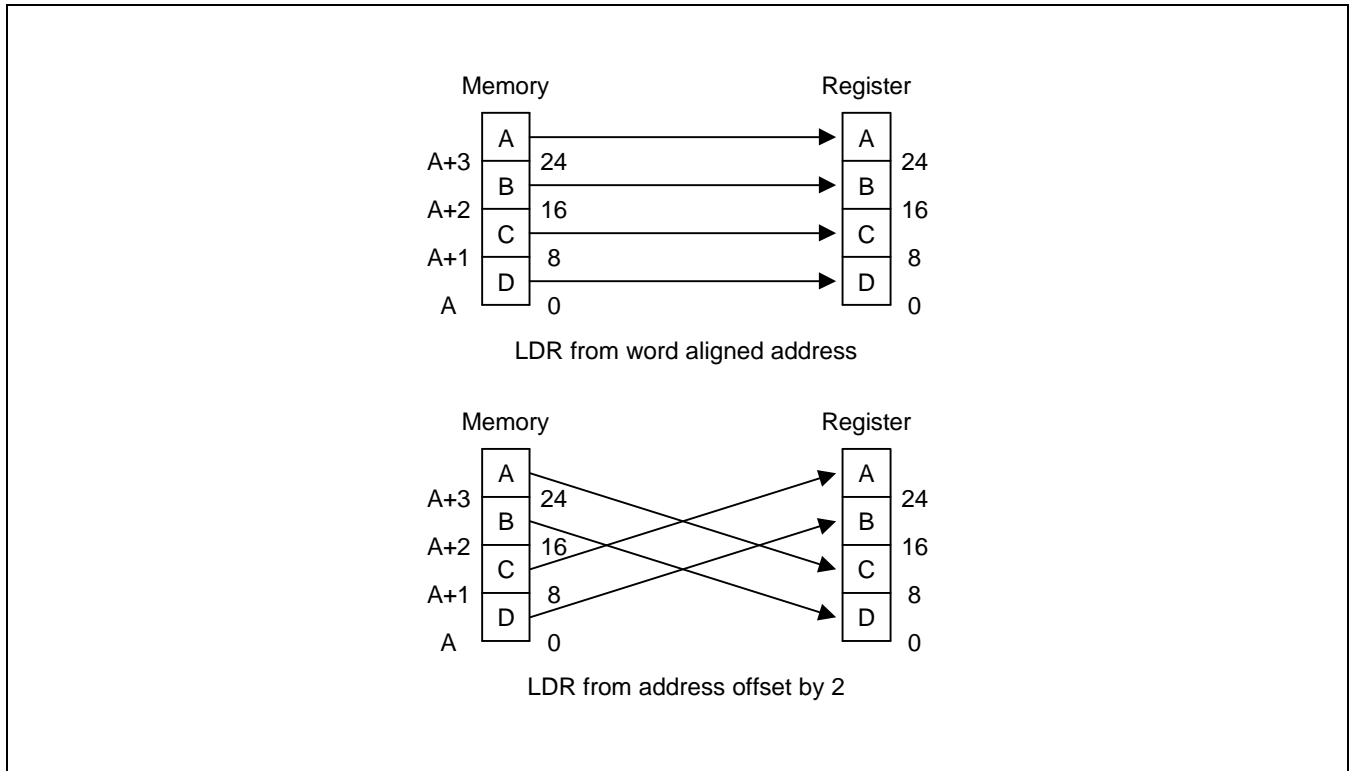 Memory Register
A A
A+3 24 24
B B
A+2 16 16
C C
A+1 8 8
D D
A 0 0
LDR from word aligned address
Memory Register
A A
A+3 24 24
B B
A+2 16 16
C C
A+1 8 8
D D
A 0 0
LDR from address offset by 2